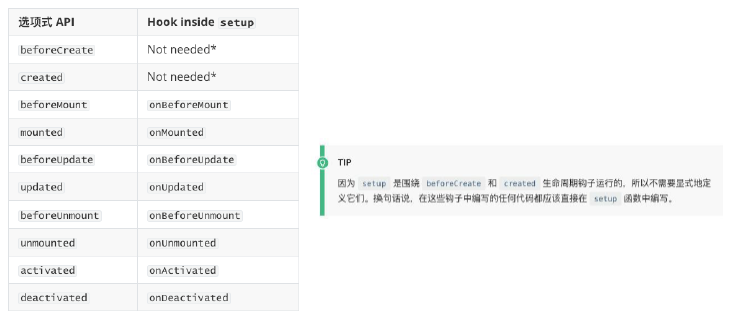 选项式 API Hook inside setup
beforeCreate Not needed*
created Not needed*
beforeMount onBeforeMount
mounted onMounted
beforeUpdate onBeforeUpdate
updated onUpdated
beforeUnmount onBeforeUnmount
unmounted onUnmounted
activated onActivated
deactivated onDeactivated
TIP
因为 setup 是围绕 beforeCreate 和 created 生命周期钩子运行的，所以不需要显式地定
义它们。换句话说，在这些钩子中编写的任何代码都应该直接在 setup 函数中编写。